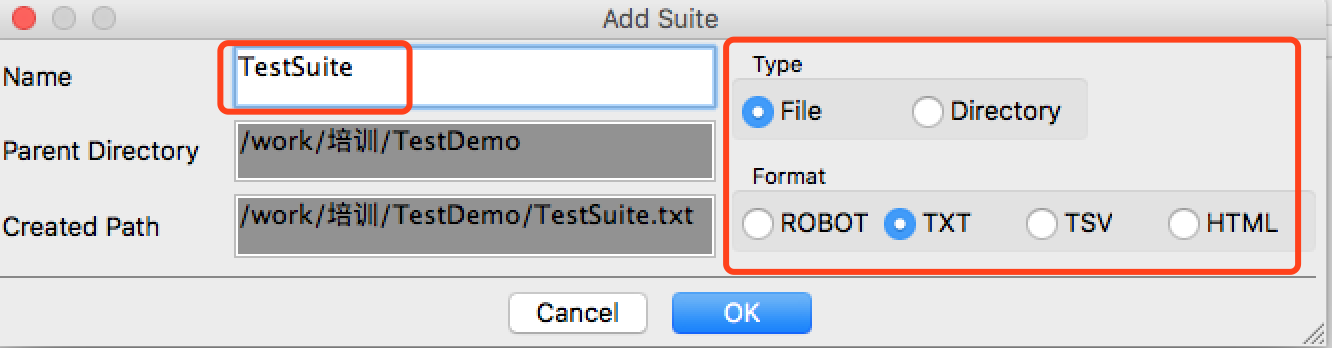 Add Suite
Name
TestSuite
Parent Directory
/work/培训/TestDemo
Created Path
/work/培训/TestDemo/TestSuite.txt
Type
File
Directory
Format
ROBOT
TXT
TSV
HTML
Cancel
OK